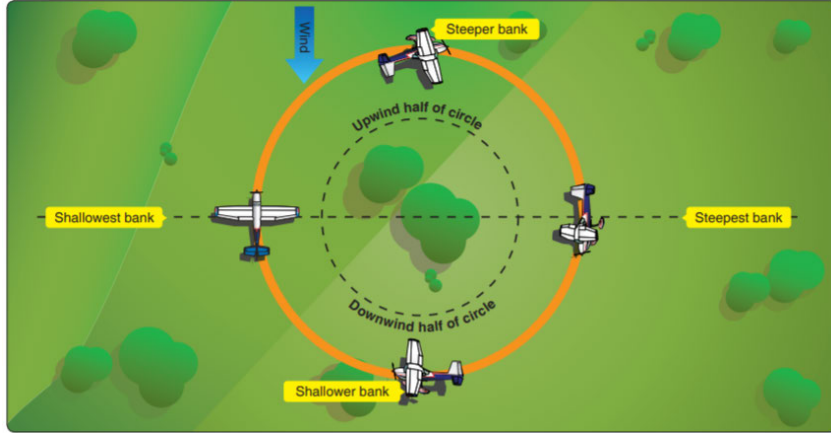 Wind
Steeper bank
Upwind half of circle
Shallowest bank
Steepest bank
Downwind half of circle
Shallower bank